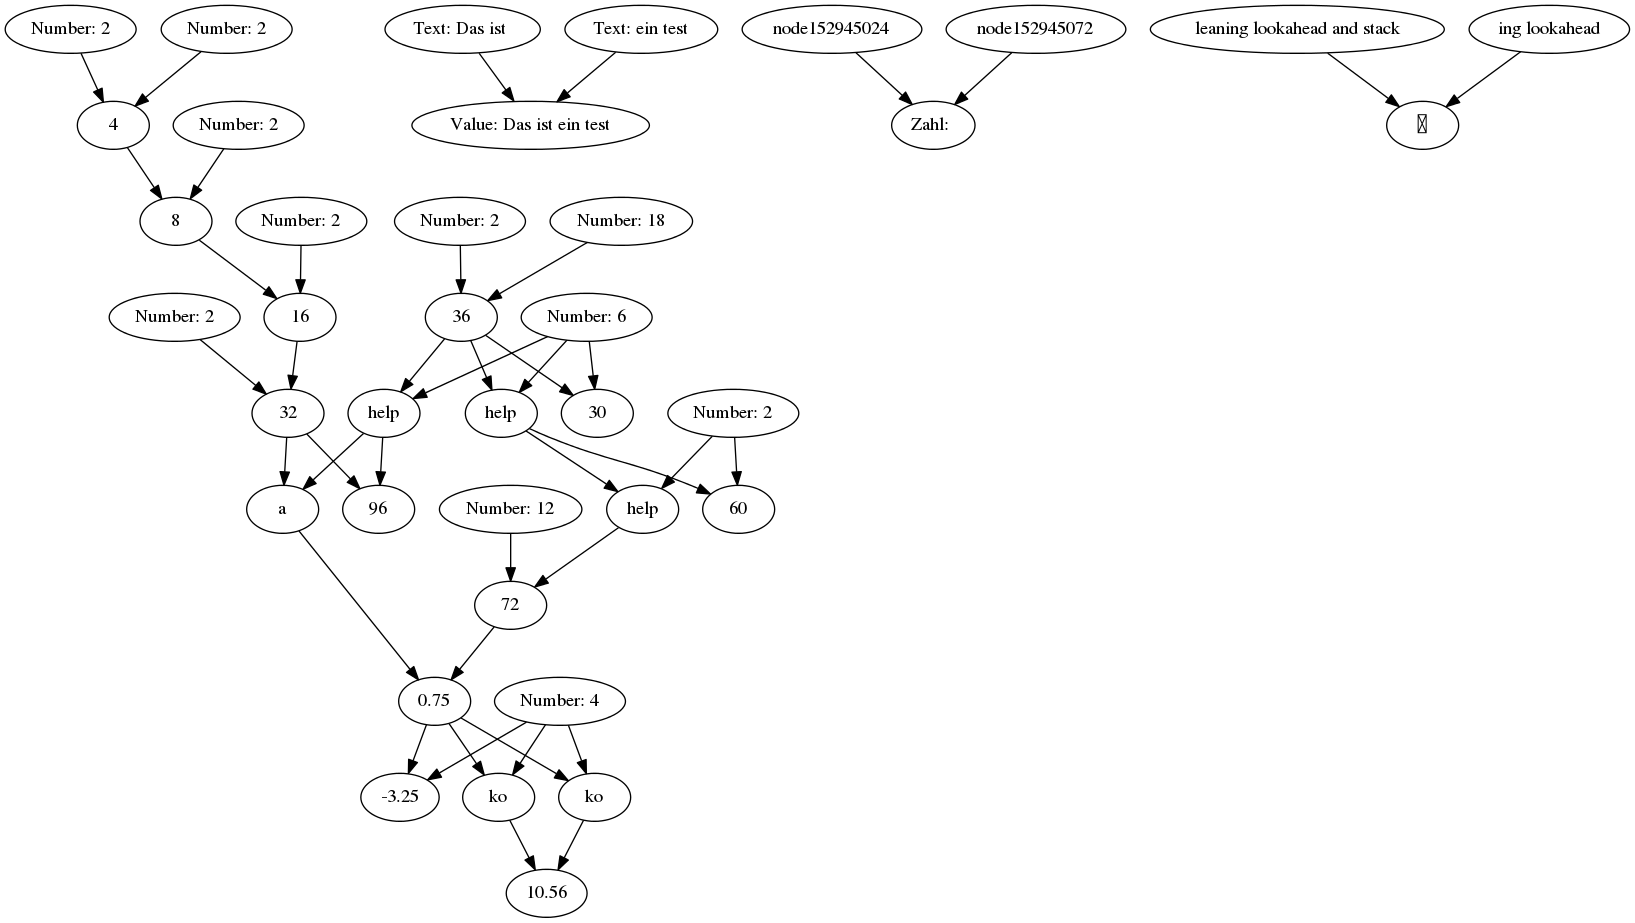 Number: 2
Number: 2
Text: Das ist
Text: ein test
node152945024
node152945072
leaning lookahead and stack
ing lookahead
4
Number: 2
Value: Das ist ein test
Zahl:
8
Number: 2
Number: 2
Number: 18
Number: 2
16
36
Number: 6
32
help
help
30
Number: 2
a
96
Number: 12
help
60
72
0.75
Number: 4
-3.25
ko
ko
10.56